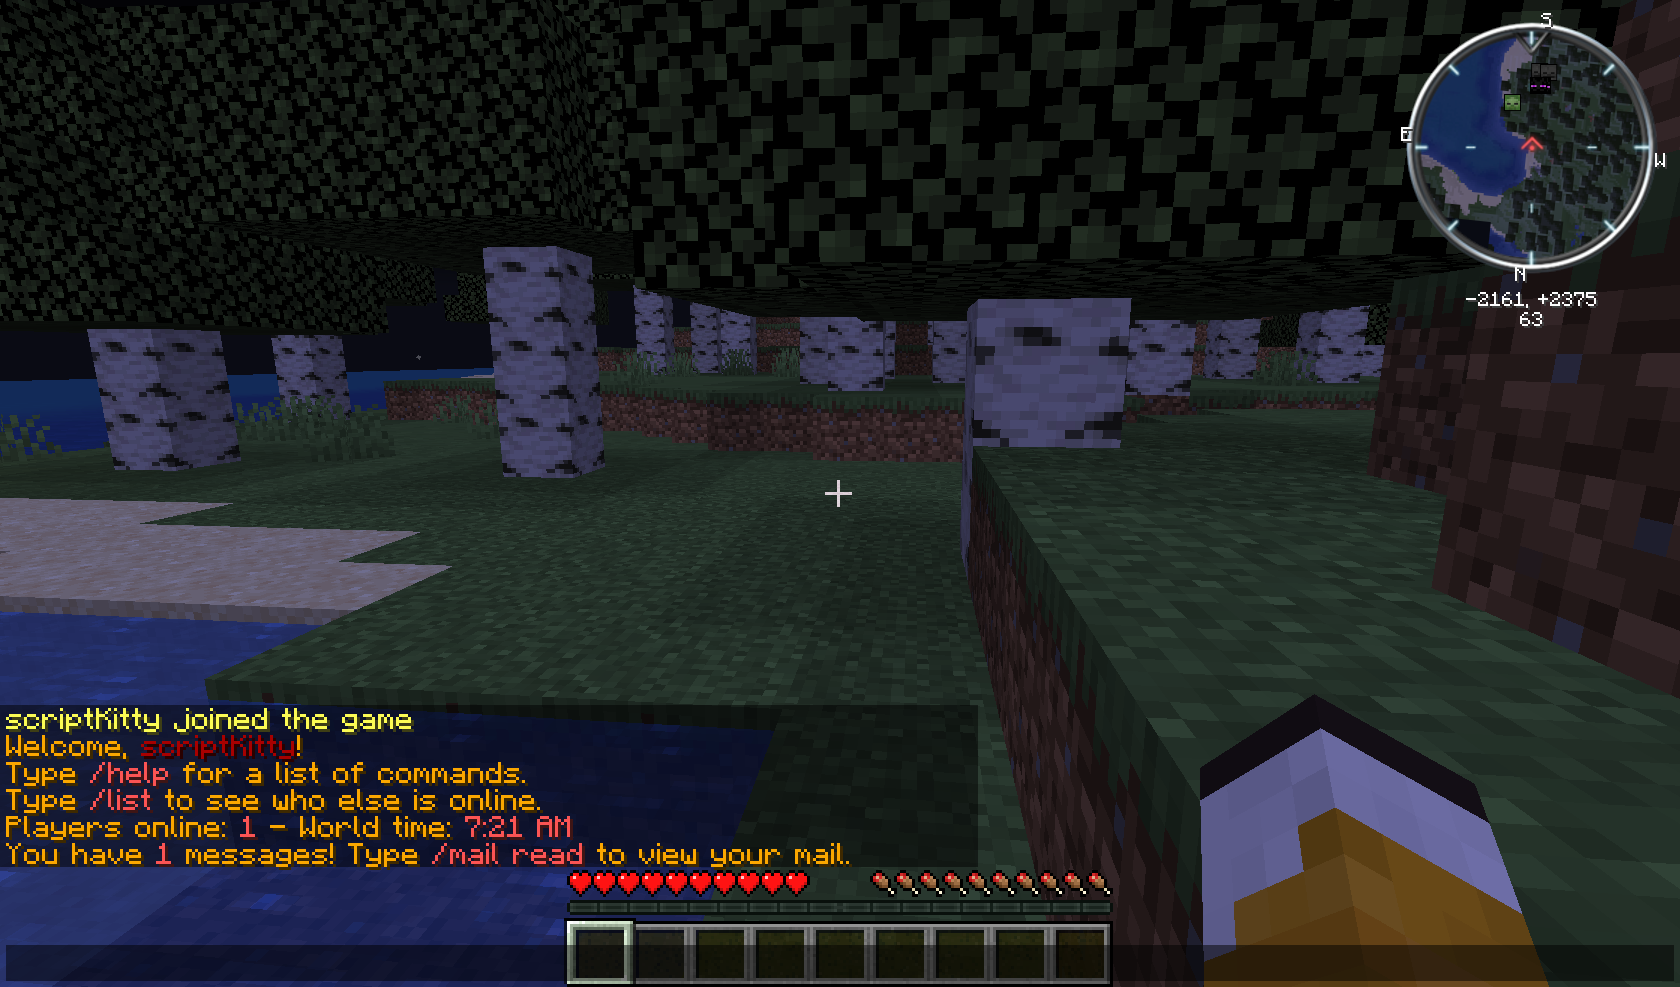 S
E
W
N
-2161, +2375
63
scriptKitty joined the game
Welcome, scriptKitty!
Type /help for a list of commands.
Type /list to see who else is online.
Players online: 1 - World time: 7:21 AM
You have 1 messages! Type /mail read to view your mail.